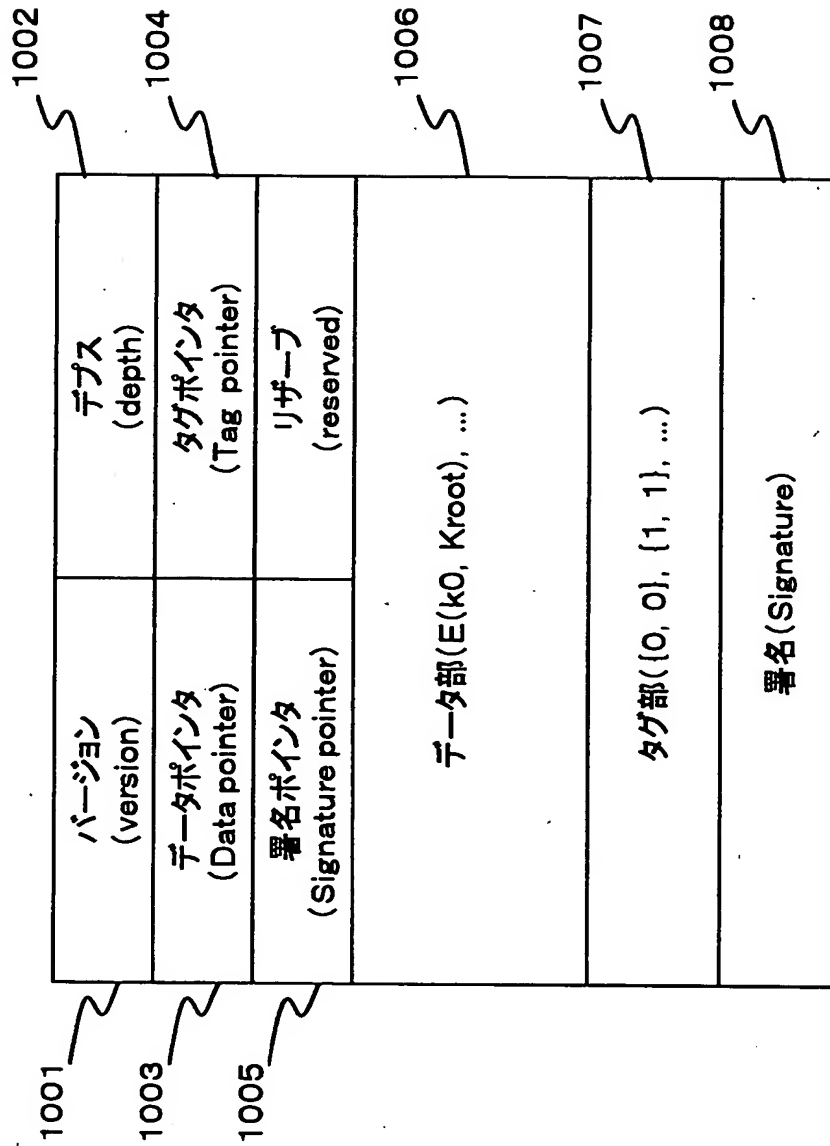 1001
バージョン
(version)
デプス
(depth)
1002
1003
データポインタ
(Data pointer)
タグポインタ
(Tag pointer)
1004
1005
署名ポインタ
(Signature pointer)
リザーブ
(reserved)
データ部(E(k0, Kroot), ...)
1006
タグ部({0, 0}, {1, 1}, ...)
1007
署名(Signature)
1008